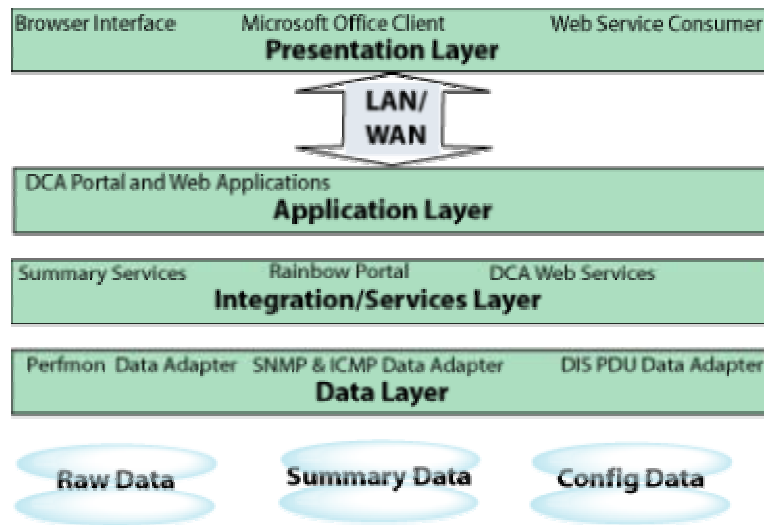 Browser Interface Microsoft Office Client Web Service Consumer
Presentation Layer
LAN/
WAN
DCA Portal and Web Applications
Application Layer
Summary Services Rainbow Portal DCA Web Services
Integration/Services Layer
Perfmon Data Adapter SNMP & ICMP Data Adapter DIS PDU Data Adapter
Data Layer
Raw Data Summary Data Config Data